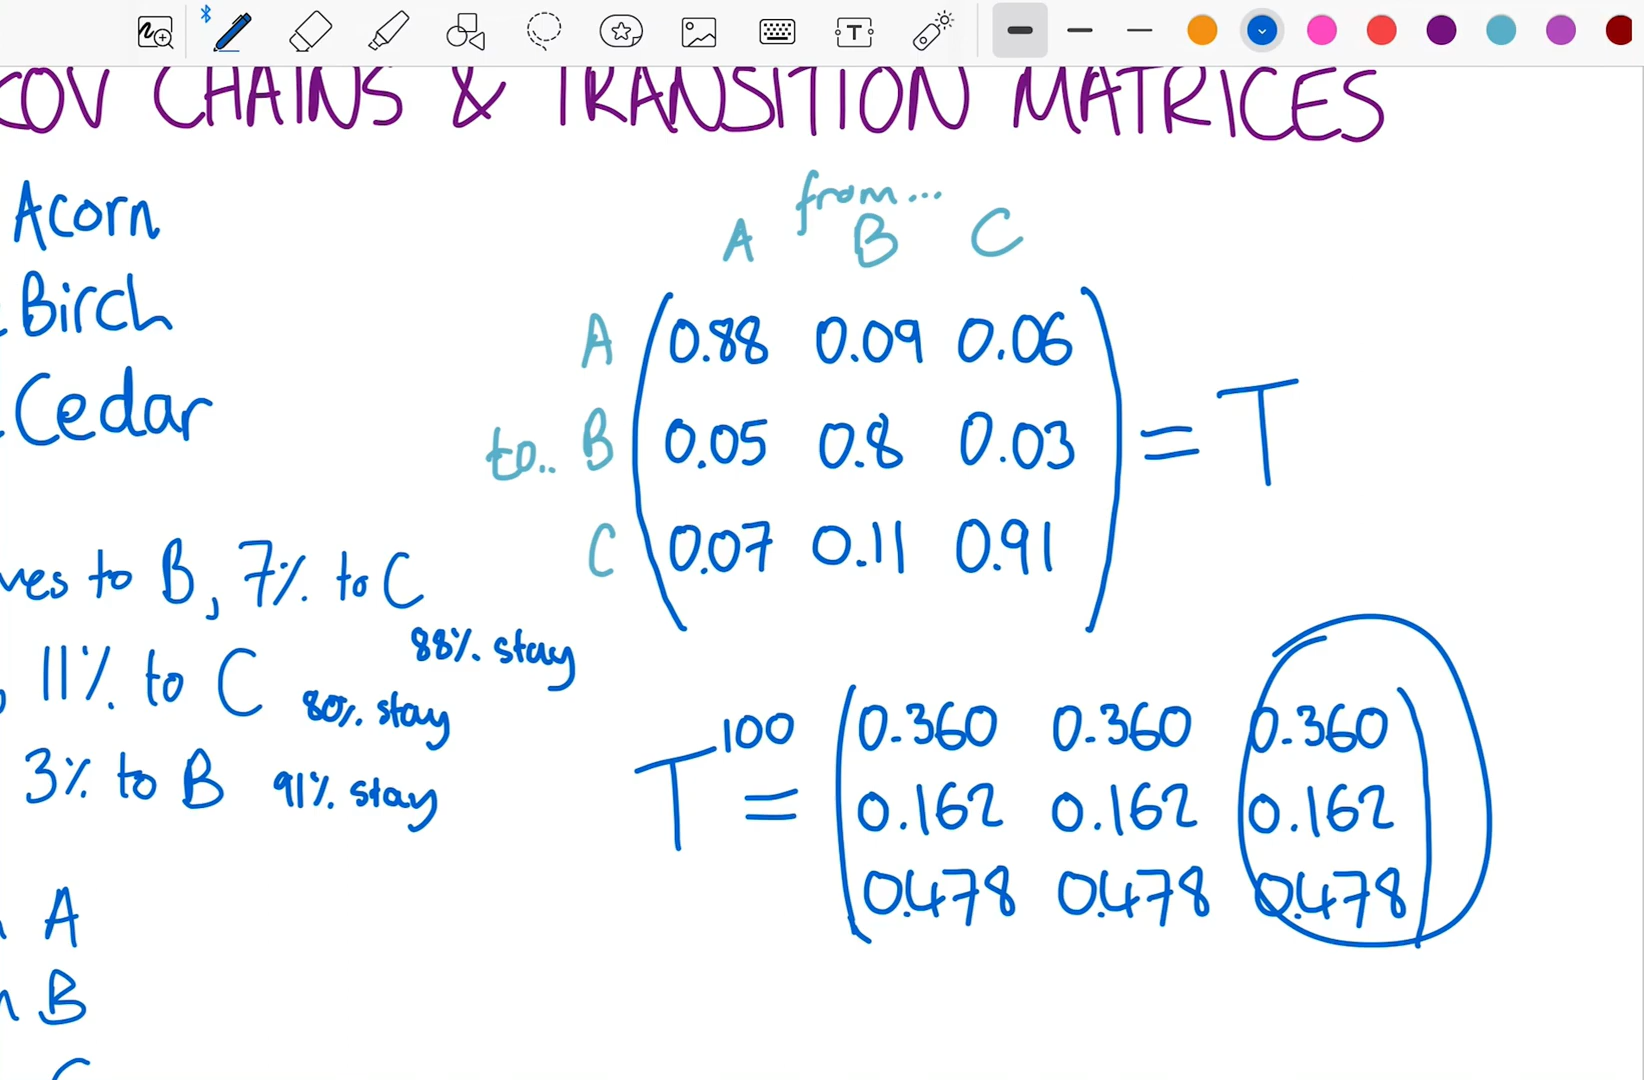 KOV CHAINS & TRANSITION MATRICES
Acorn
Birch
Cedar
ves to B, 7% to C
88% stay
, 11% to C 80% stay
3% to B 91% stay
A
B
C
from...
A B C
A 0.88 0.09 0.06
to.. B 0.05 0.8 0.03 = T
C 0.07 0.11 0.91
T^100 = 0.360 0.360 0.360
0.162 0.162 0.162
0.478 0.478 0.478